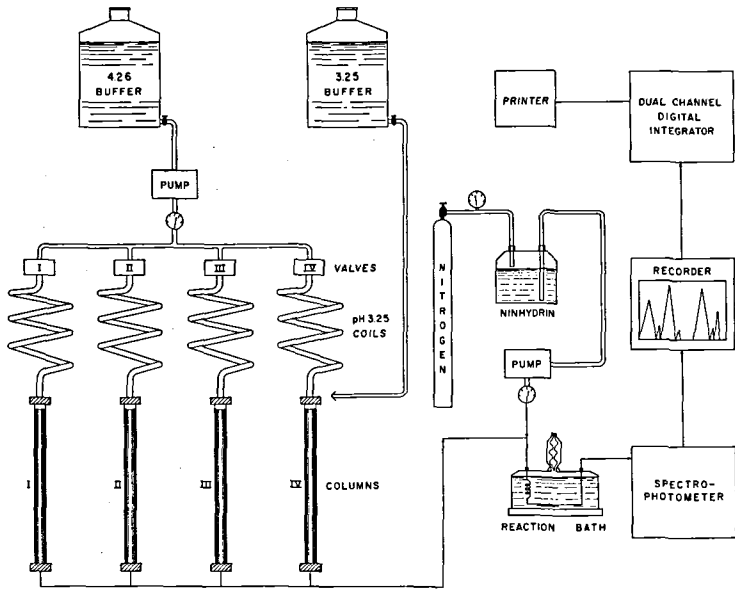 4.26
BUFFER
3.25
BUFFER
PRINTER
DUAL CHANNEL
DIGITAL
INTEGRATOR
PUMP
I
II
III
IV
VALVES
pH 3.25
COILS
NITROGEN
NINHYDRIN
RECORDER
PUMP
I
II
III
IV
COLUMNS
REACTION BATH
SPECTRO-
PHOTOMETER